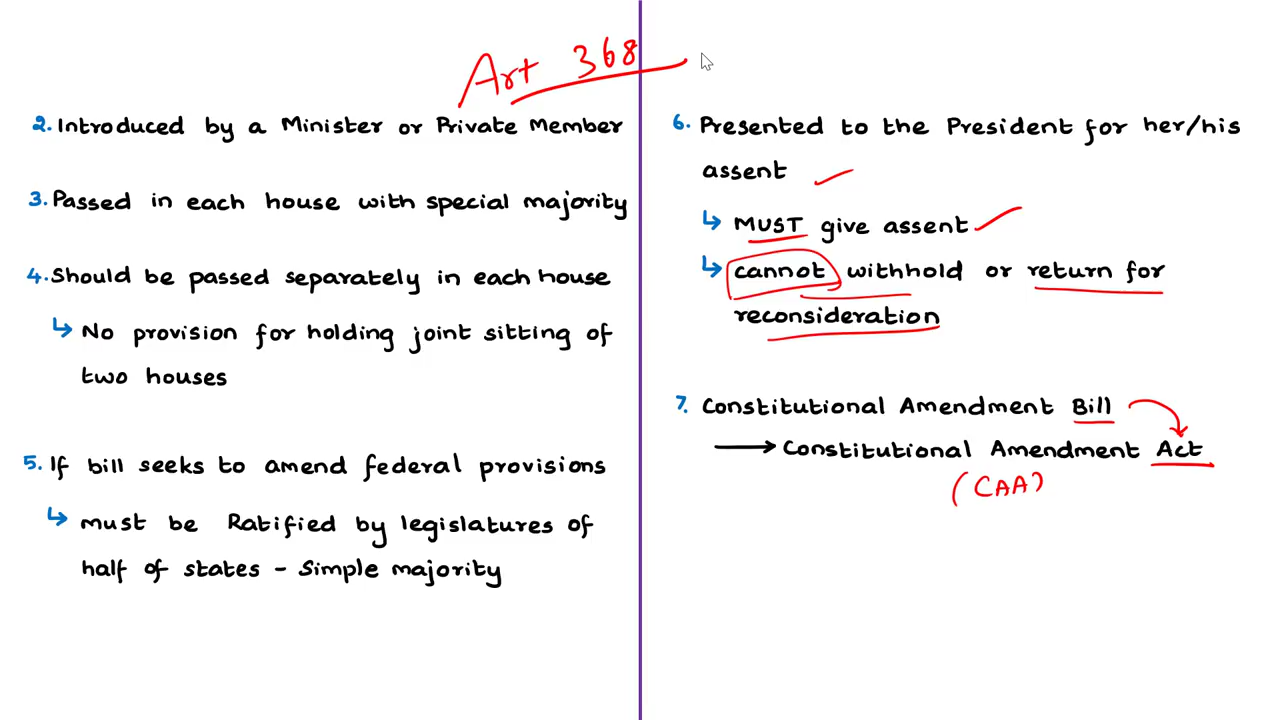 Art 368
2. Introduced by a Minister or Private Member
3. Passed in each house with special majority
4. Should be passed separately in each house
↳ No provision for holding joint sitting of
two houses
5. If bill seeks to amend federal provisions
↳ must be Ratified by legislatures of
half of states - Simple majority
6. Presented to the President for her/his
assent
↳ MUST give assent
↳ cannot withhold or return for
reconsideration
7. Constitutional Amendment Bill
→ Constitutional Amendment Act
(CAA)